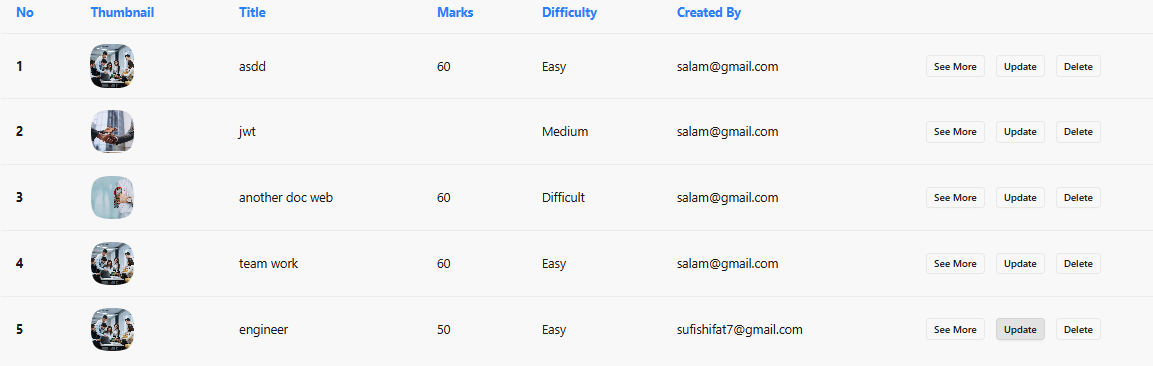 No Thumbnail Title Marks Difficulty Created By
1 asdd 60 Easy salam@gmail.com See More Update Delete
2 jwt Medium salam@gmail.com See More Update Delete
3 another doc web 60 Difficult salam@gmail.com See More Update Delete
4 team work 60 Easy salam@gmail.com See More Update Delete
5 engineer 50 Easy sufishifat7@gmail.com See More Update Delete